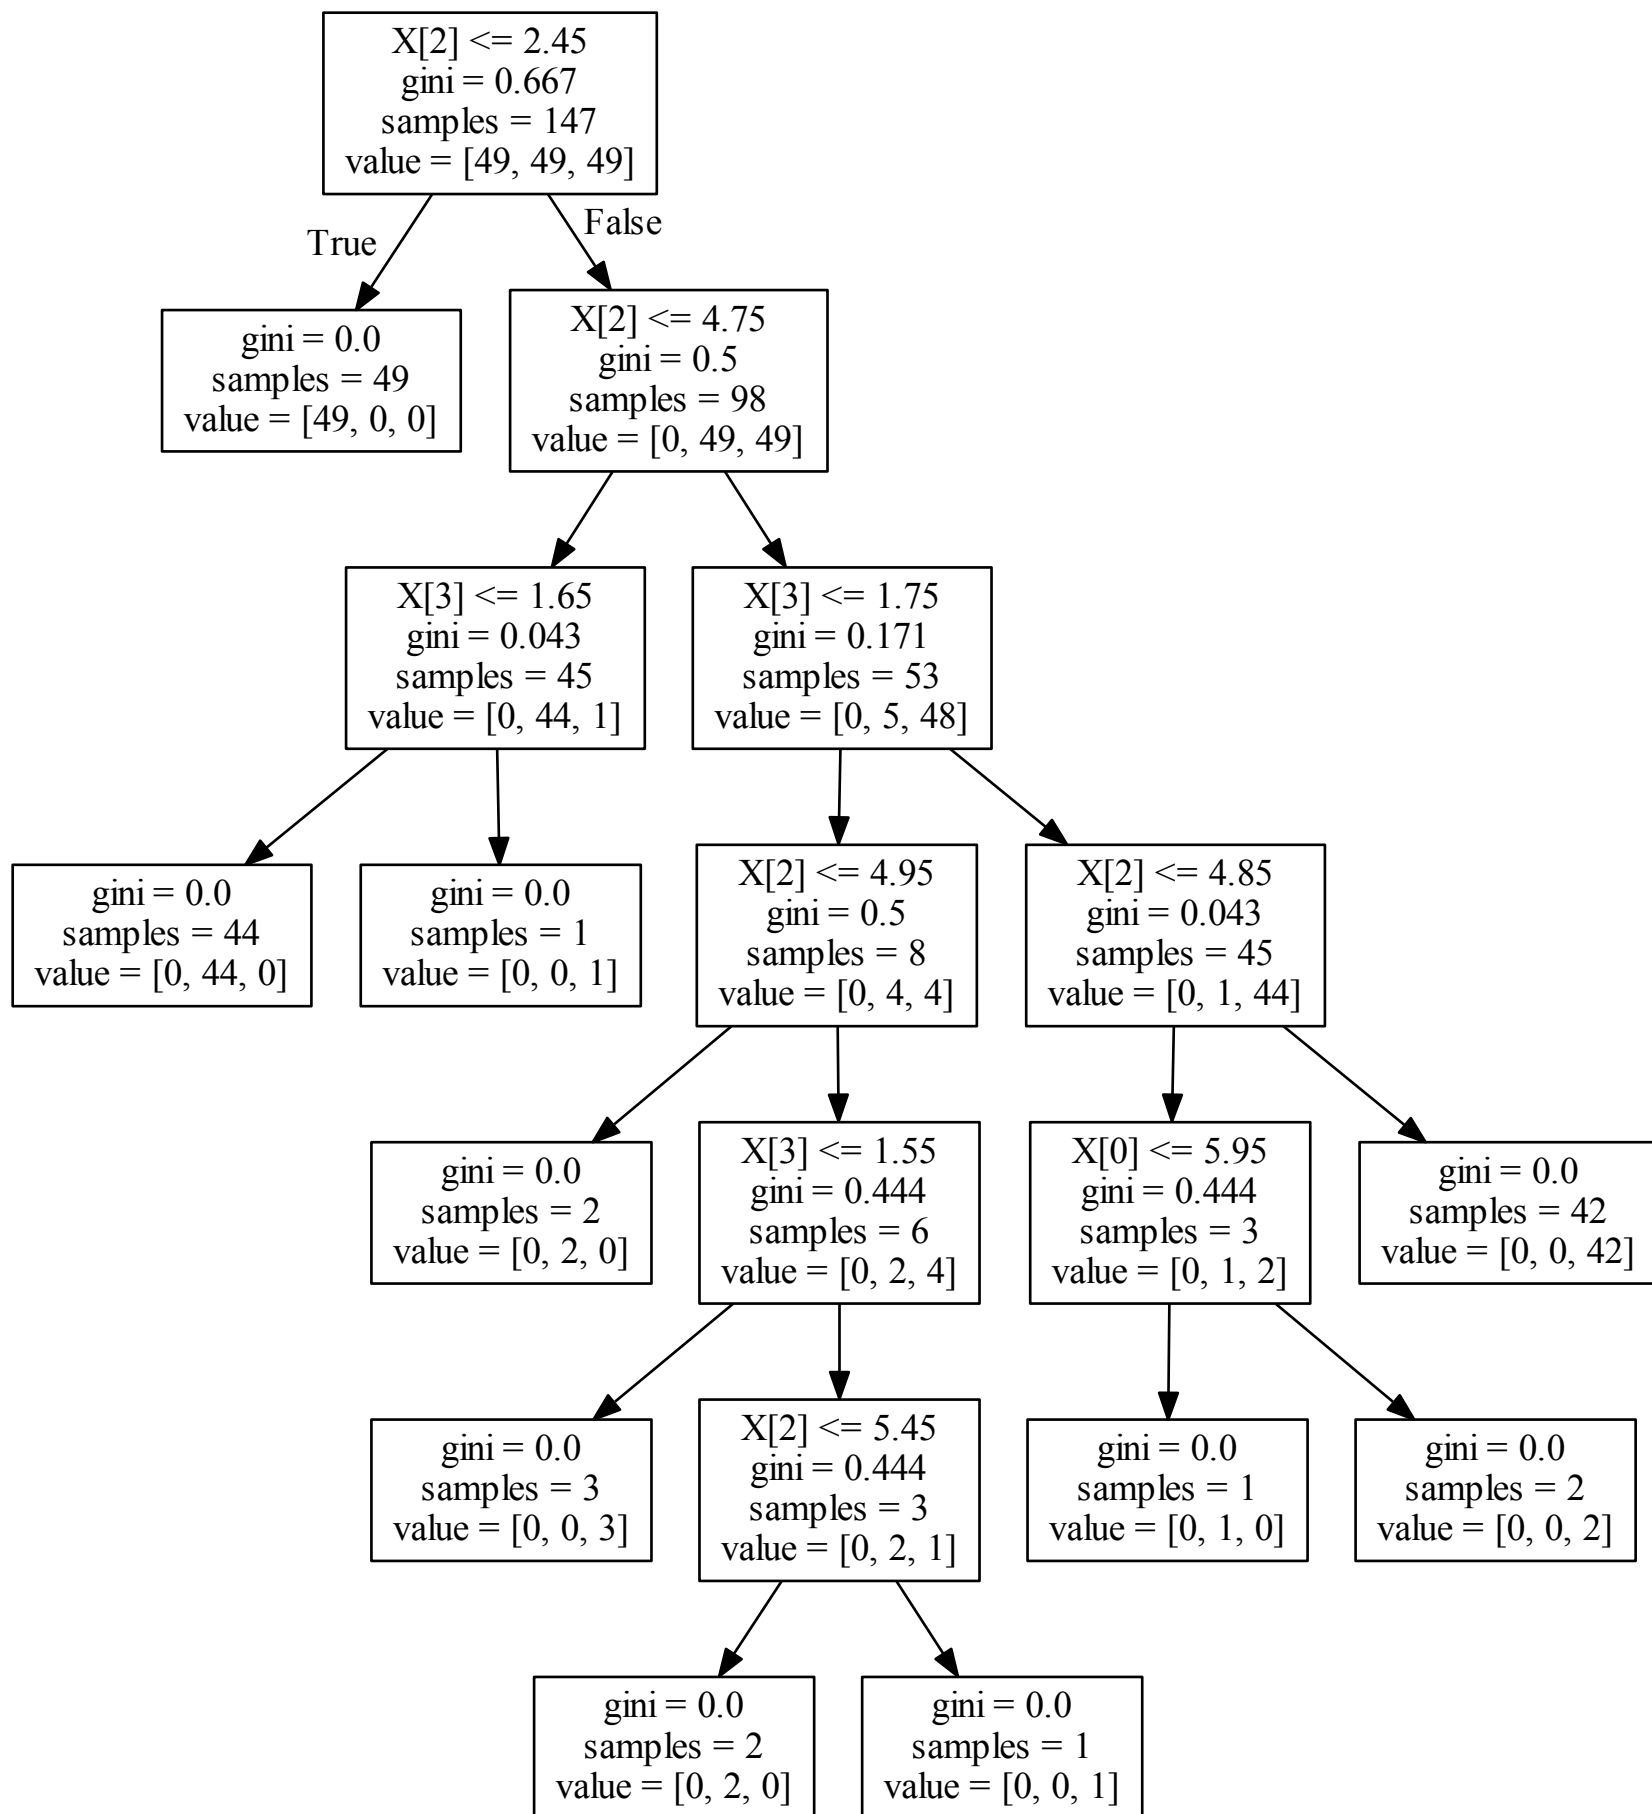 X[2] <= 2.45
gini = 0.667
samples = 147
value = [49, 49, 49]
True
False
gini = 0.0
samples = 49
value = [49, 0, 0]
X[2] <= 4.75
gini = 0.5
samples = 98
value = [0, 49, 49]
X[3] <= 1.65
gini = 0.043
samples = 45
value = [0, 44, 1]
X[3] <= 1.75
gini = 0.171
samples = 53
value = [0, 5, 48]
gini = 0.0
samples = 44
value = [0, 44, 0]
gini = 0.0
samples = 1
value = [0, 0, 1]
X[2] <= 4.95
gini = 0.5
samples = 8
value = [0, 4, 4]
X[2] <= 4.85
gini = 0.043
samples = 45
value = [0, 1, 44]
gini = 0.0
samples = 2
value = [0, 2, 0]
X[3] <= 1.55
gini = 0.444
samples = 6
value = [0, 2, 4]
X[0] <= 5.95
gini = 0.444
samples = 3
value = [0, 1, 2]
gini = 0.0
samples = 42
value = [0, 0, 42]
gini = 0.0
samples = 3
value = [0, 0, 3]
X[2] <= 5.45
gini = 0.444
samples = 3
value = [0, 2, 1]
gini = 0.0
samples = 1
value = [0, 1, 0]
gini = 0.0
samples = 2
value = [0, 0, 2]
gini = 0.0
samples = 2
value = [0, 2, 0]
gini = 0.0
samples = 1
value = [0, 0, 1]